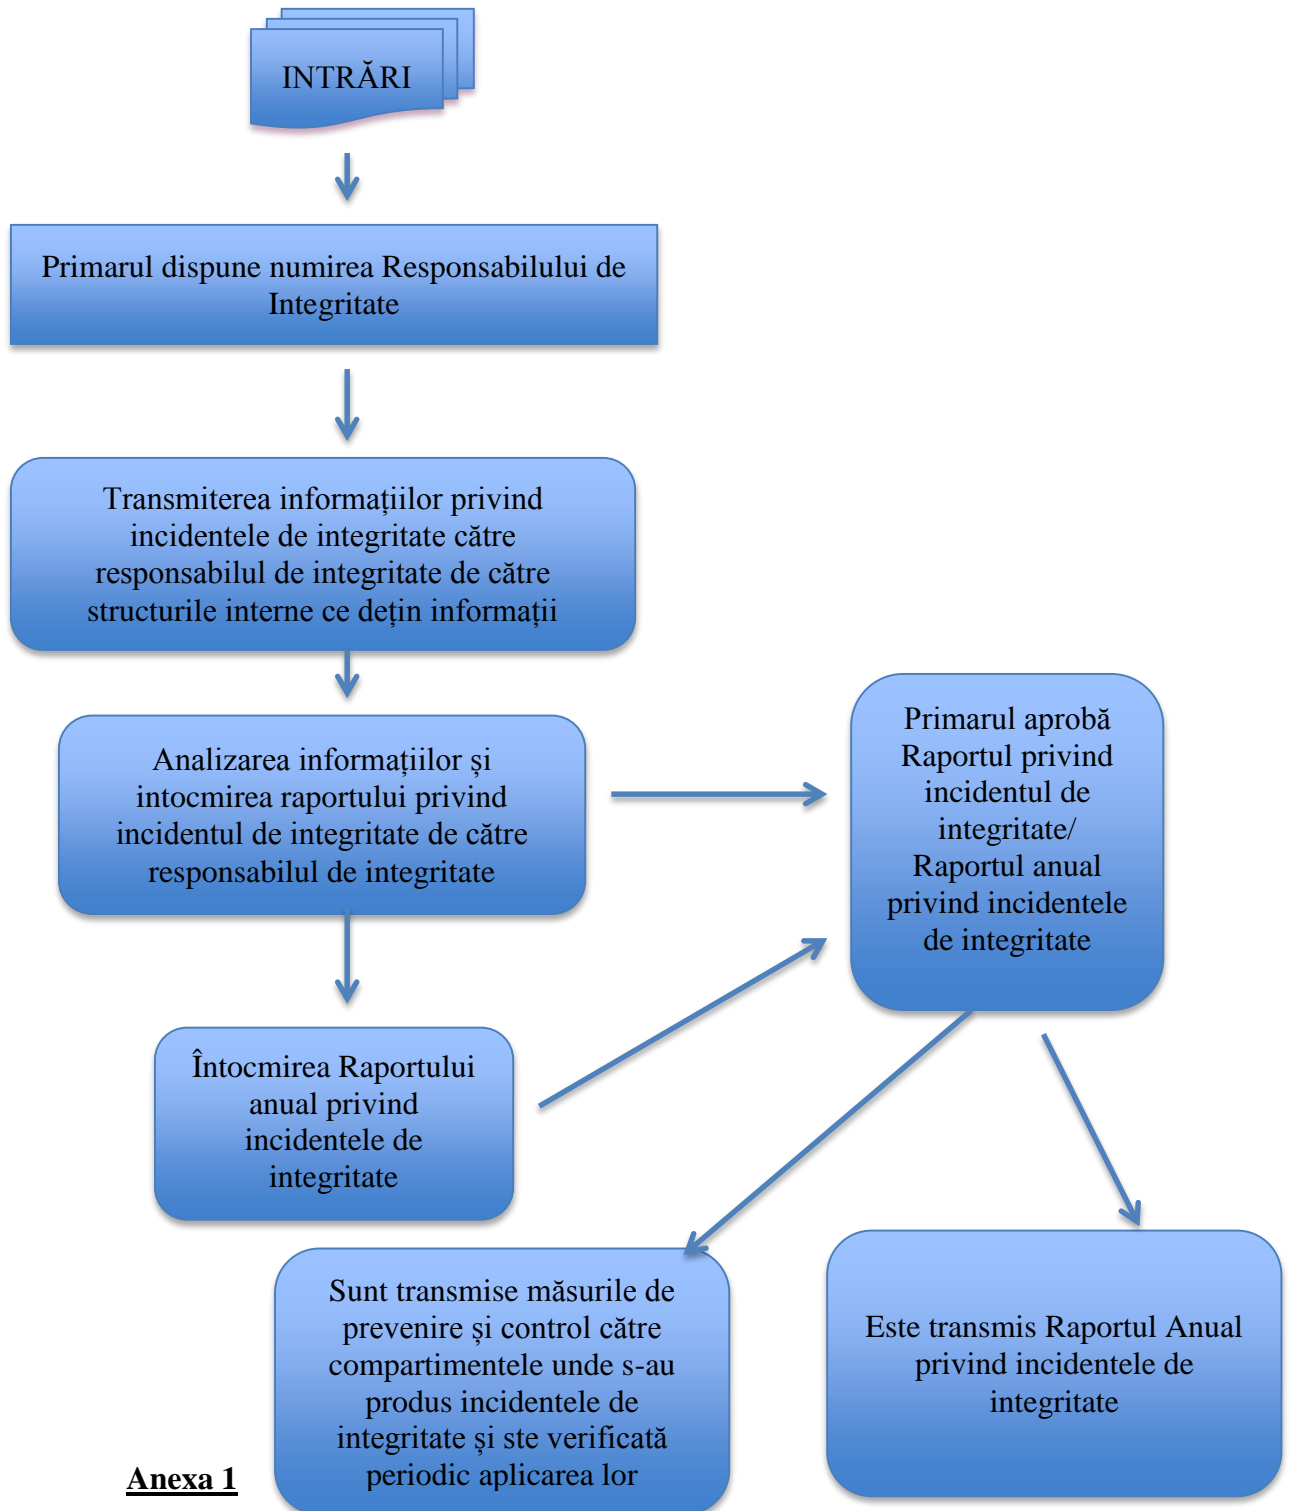 INTRĂRI
Primarul dispune numirea Responsabilului de
Integritate
Transmiterea informațiilor privind
incidentele de integritate către
responsabilul de integritate de către
structurile interne ce dețin informații
Analizarea informațiilor și
intocmirea raportului privind
incidentul de integritate de către
responsabilul de integritate
Primarul aprobă
Raportul privind
incidentul de
integritate/
Raportul anual
privind incidentele
de integritate
Întocmirea Raportului
anual privind
incidentele de
integritate
Sunt transmise măsurile de
prevenire și control către
compartimentele unde s-au
produs incidentele de
integritate și ste verificată
periodic aplicarea lor
Este transmis Raportul Anual
privind incidentele de
integritate
Anexa 1